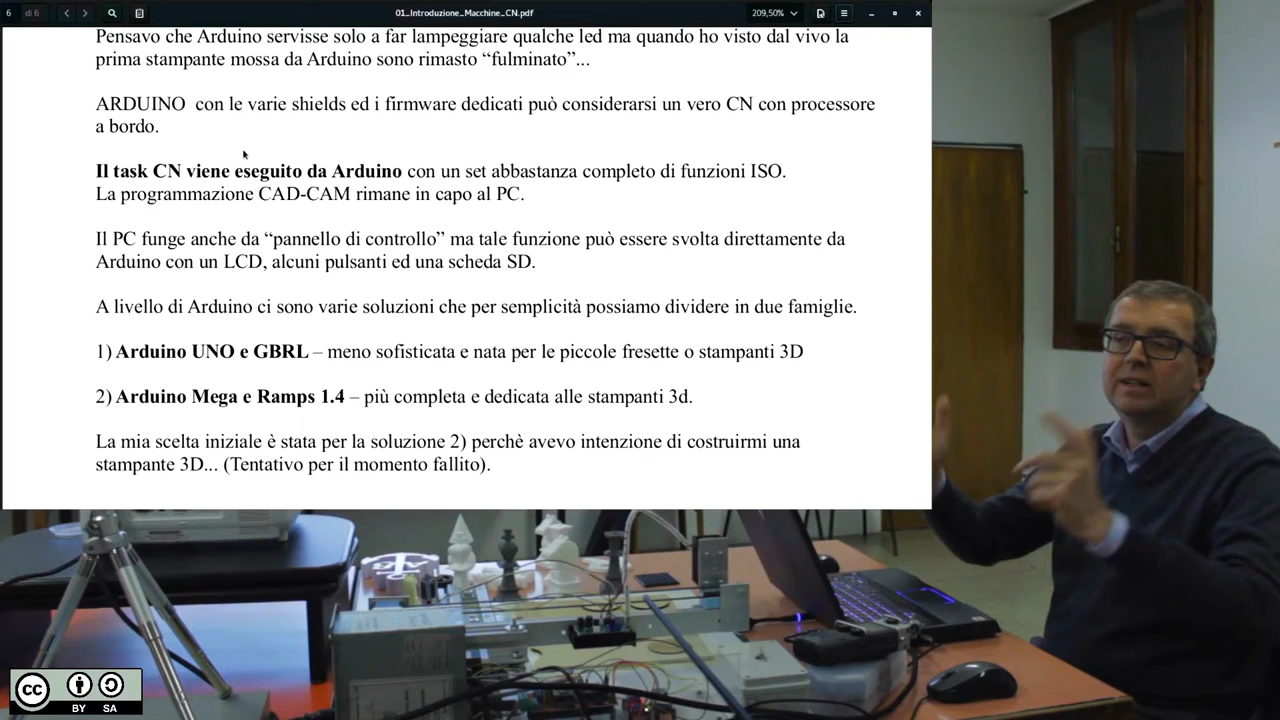 6 di 6 01_Introduzione_Macchine_CN.pdf 209,50%
Pensavo che Arduino servisse solo a far lampeggiare qualche led ma quando ho visto dal vivo la
prima stampante mossa da Arduino sono rimasto “fulminato”...
ARDUINO con le varie shields ed i firmware dedicati può considerarsi un vero CN con processore
a bordo.
Il task CN viene eseguito da Arduino con un set abbastanza completo di funzioni ISO.
La programmazione CAD-CAM rimane in capo al PC.
Il PC funge anche da “pannello di controllo” ma tale funzione può essere svolta direttamente da
Arduino con un LCD, alcuni pulsanti ed una scheda SD.
A livello di Arduino ci sono varie soluzioni che per semplicità possiamo dividere in due famiglie.
1) Arduino UNO e GBRL – meno sofisticata e nata per le piccole fresette o stampanti 3D
2) Arduino Mega e Ramps 1.4 – più completa e dedicata alle stampanti 3d.
La mia scelta iniziale è stata per la soluzione 2) perchè avevo intenzione di costruirmi una
stampante 3D... (Tentativo per il momento fallito).
cc
BY SA